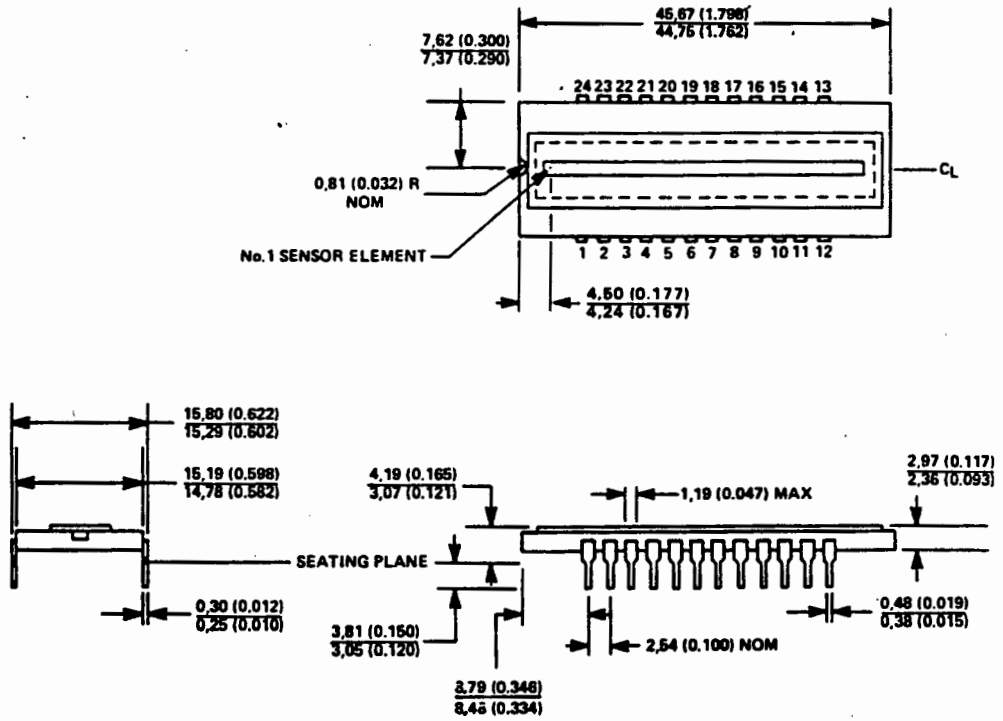 45,67 (1.798)
44,75 (1.762)
7,62 (0.300)
7,37 (0.290)
24 23 22 21 20 19 18 17 16 15 14 13
0,81 (0.032) R
NOM
CL
No.1 SENSOR ELEMENT
1 2 3 4 5 6 7 8 9 10 11 12
4,50 (0.177)
4,24 (0.167)
15,80 (0.622)
15,29 (0.602)
15,19 (0.598)
14,78 (0.582)
4,19 (0.165)
3,07 (0.121)
1,19 (0.047) MAX
2,97 (0.117)
2,36 (0.093)
SEATING PLANE
0,30 (0.012)
0,25 (0.010)
3,81 (0.150)
3,05 (0.120)
2,54 (0.100) NOM
0,48 (0.019)
0,38 (0.015)
8,79 (0.346)
8,48 (0.334)